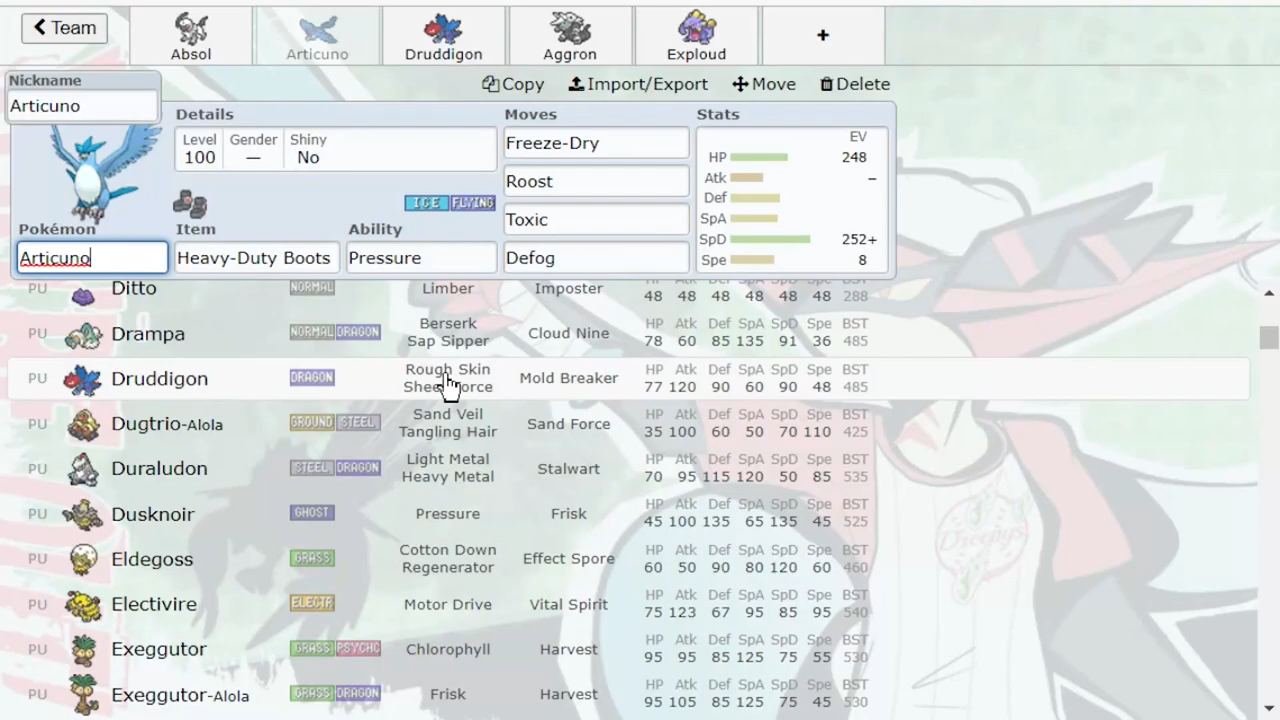 Team
Absol
Articuno
Druddigon
Aggron
Exploud
+
Copy
Import/Export
Move
Delete
Nickname
Articuno
Details
Level Gender Shiny
100 — No
Moves
Freeze-Dry
Roost
Toxic
Defog
Stats
EV
HP 248
Atk –
Def
SpA
SpD 252+
Spe 8
ICE FLYING
Pokémon Item Ability
Articuno Heavy-Duty Boots Pressure
PU Ditto NORMAL Limber Imposter HP Atk Def SpA SpD Spe BST
48 48 48 48 48 48 288
PU Drampa NORMAL DRAGON Berserk Sap Sipper Cloud Nine HP Atk Def SpA SpD Spe BST
78 60 85 135 91 36 485
PU Druddigon DRAGON Rough Skin Sheer Force Mold Breaker HP Atk Def SpA SpD Spe BST
77 120 90 60 90 48 485
PU Dugtrio-Alola GROUND STEEL Sand Veil Tangling Hair Sand Force HP Atk Def SpA SpD Spe BST
35 100 60 50 70 110 425
PU Duraludon STEEL DRAGON Light Metal Heavy Metal Stalwart HP Atk Def SpA SpD Spe BST
70 95 115 120 50 85 535
PU Dusknoir GHOST Pressure Frisk HP Atk Def SpA SpD Spe BST
45 100 135 65 135 45 525
PU Eldegoss GRASS Cotton Down Regenerator Effect Spore HP Atk Def SpA SpD Spe BST
60 50 90 80 120 60 460
PU Electivire ELECTR Motor Drive Vital Spirit HP Atk Def SpA SpD Spe BST
75 123 67 95 85 95 540
PU Exeggutor GRASS PSYCHC Chlorophyll Harvest HP Atk Def SpA SpD Spe BST
95 95 85 125 75 55 530
PU Exeggutor-Alola GRASS DRAGON Frisk Harvest HP Atk Def SpA SpD Spe BST
95 105 85 125 75 45 530